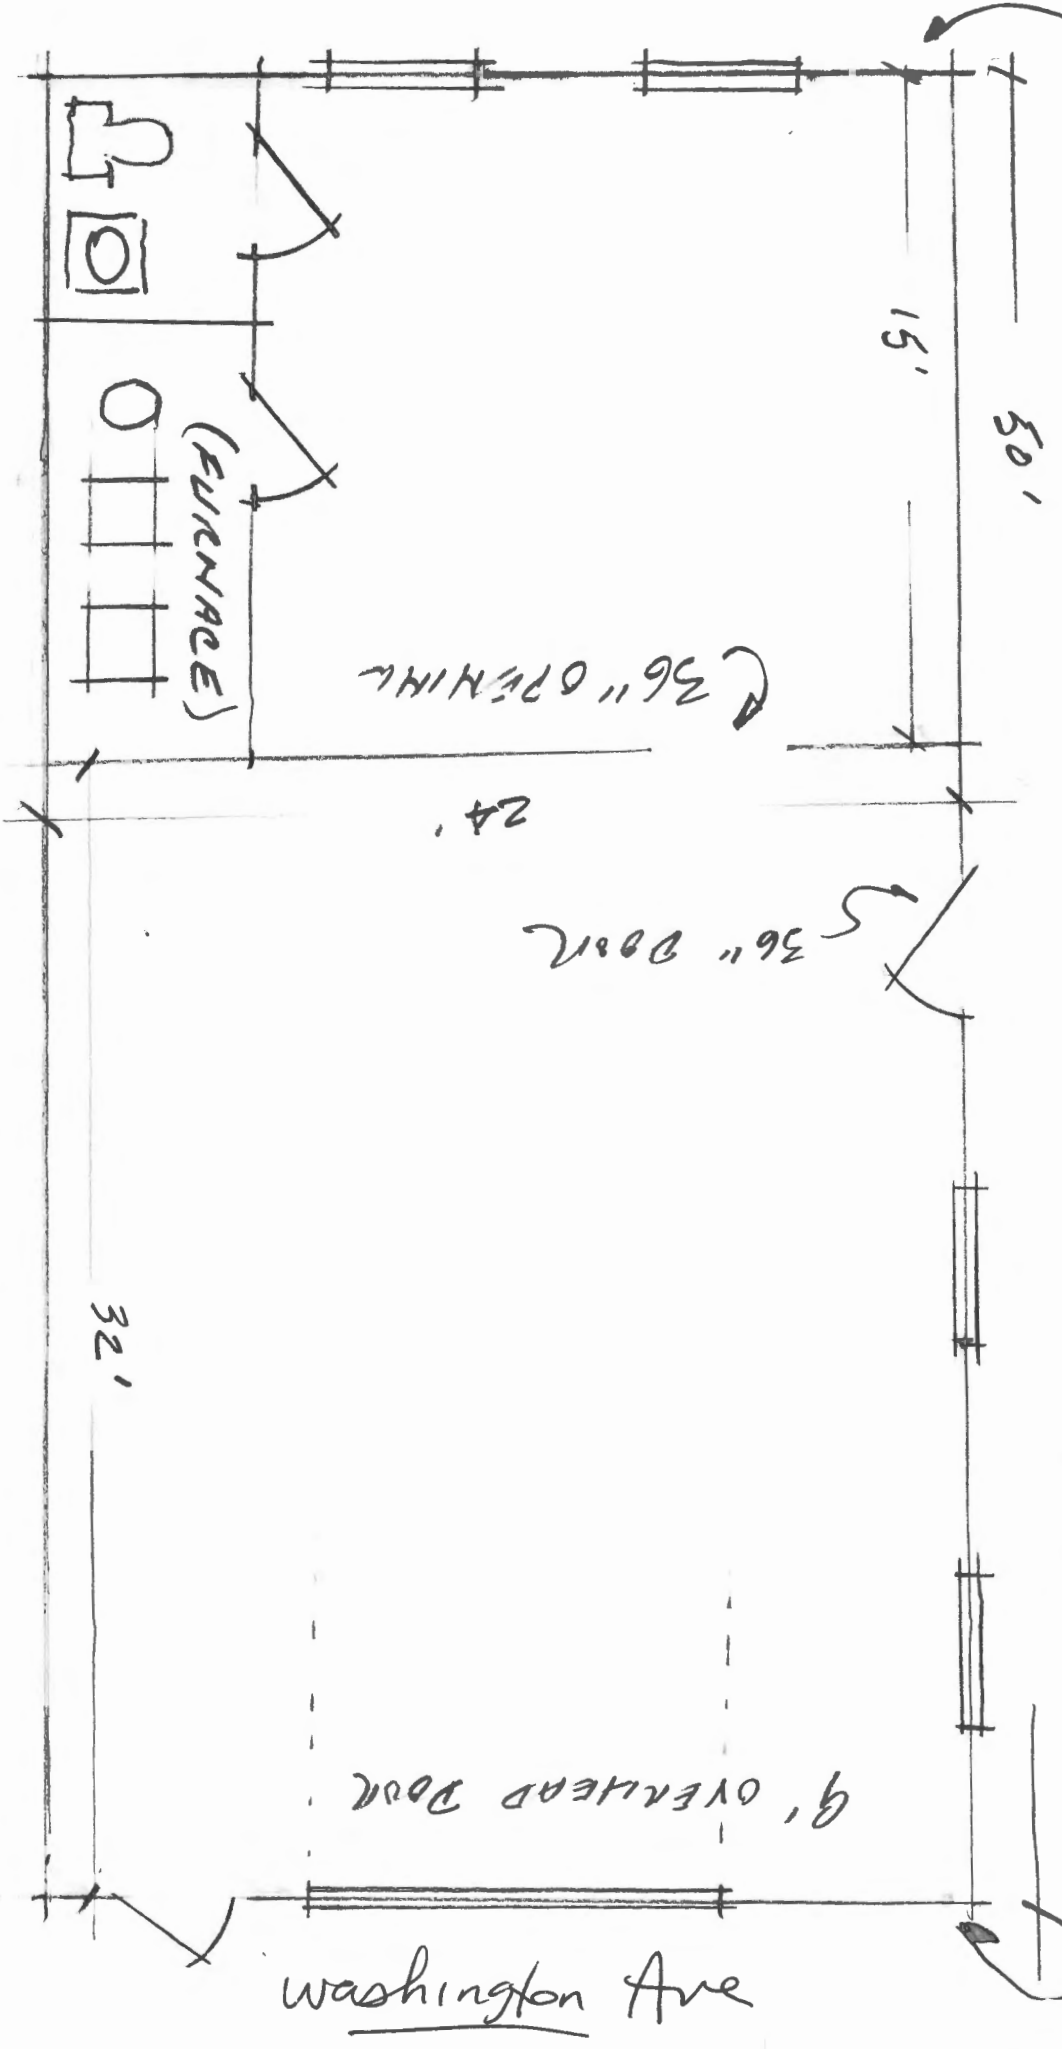 15'
50'
(FURNACE)
36" OPENING
24'
36" DOOR
32'
9' OVERHEAD DOOR
Washington Ave